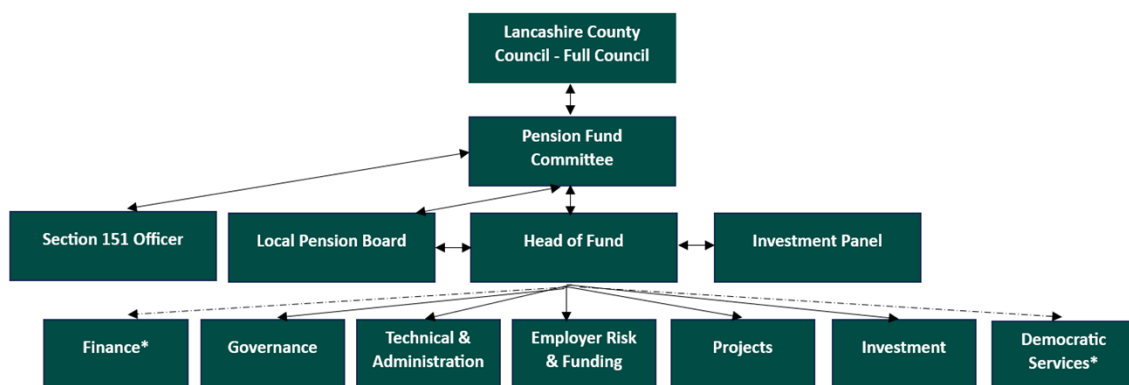 Lancashire County
Council - Full Council
Pension Fund
Committee
Section 151 Officer
Local Pension Board
Head of Fund
Investment Panel
Finance*
Governance
Technical &
Administration
Employer Risk
& Funding
Projects
Investment
Democratic
Services*